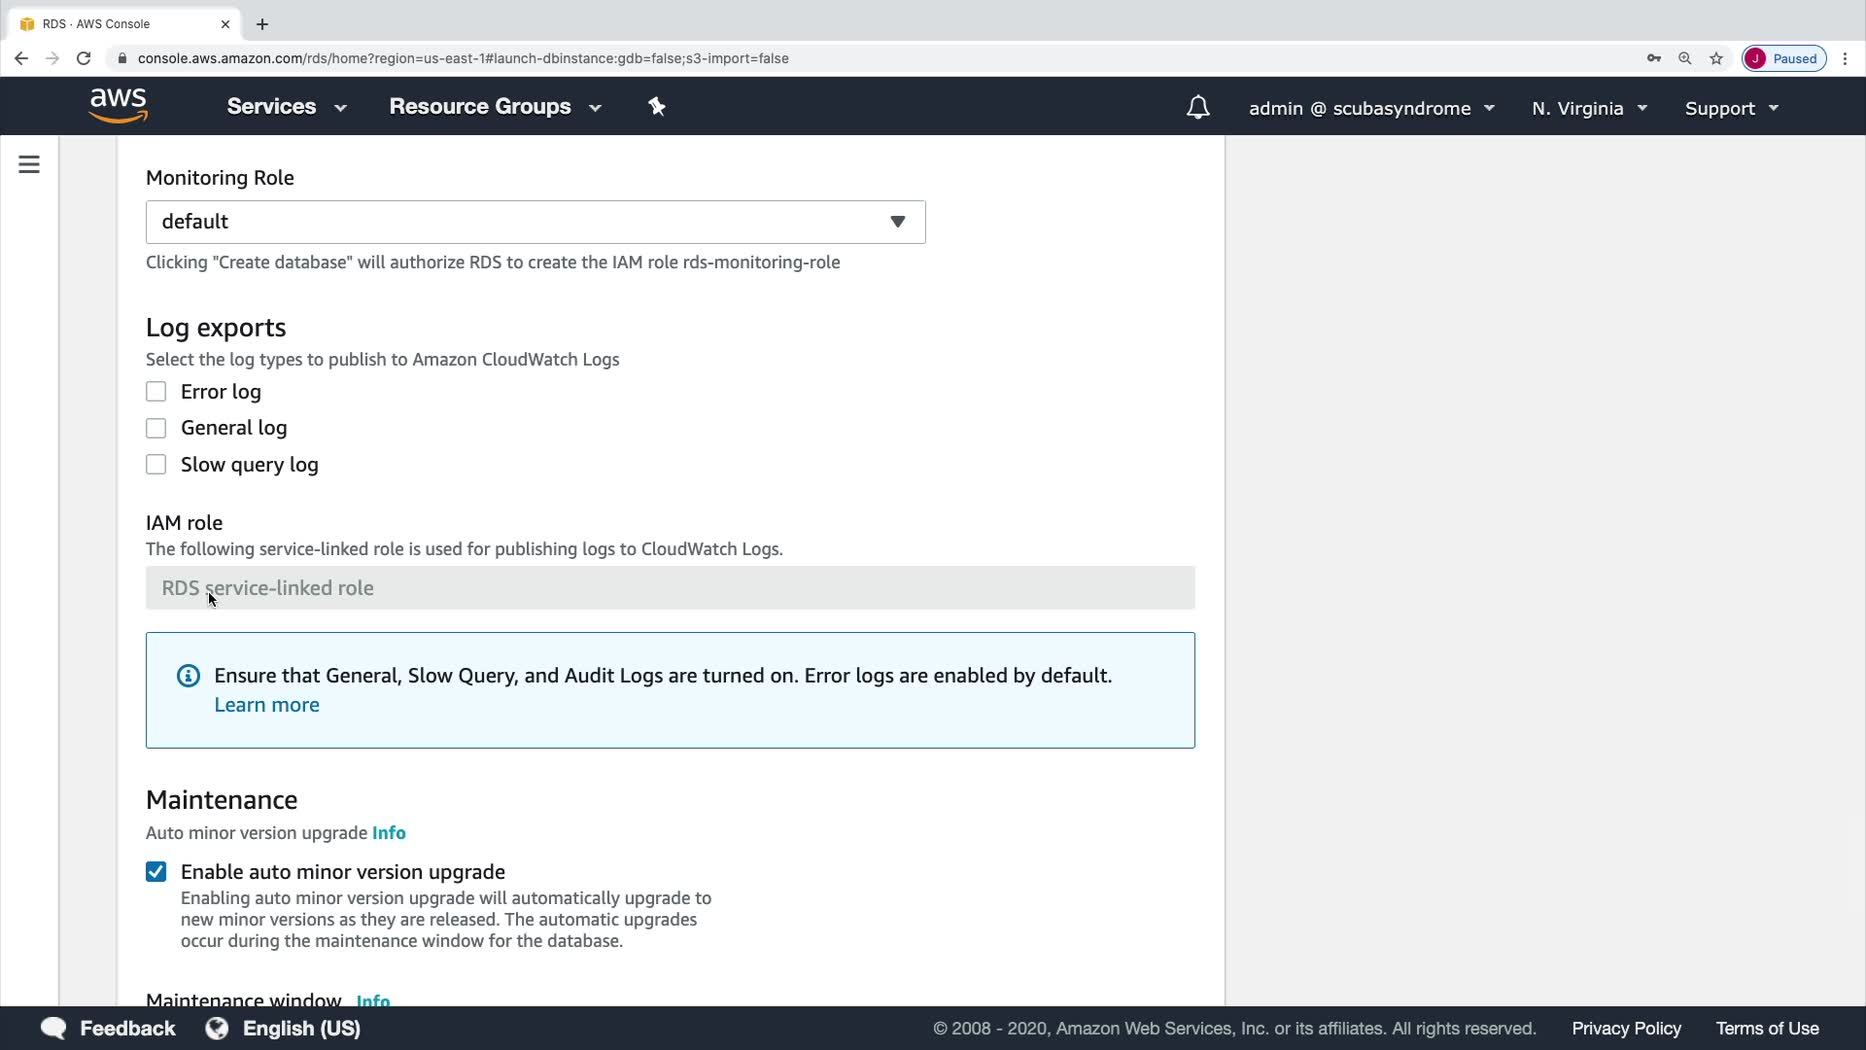 RDS · AWS Console
console.aws.amazon.com/rds/home?region=us-east-1#launch-dbinstance:gdb=false;s3-import=false
J Paused
aws Services Resource Groups admin @ scubasyndrome N. Virginia Support
Monitoring Role
default
Clicking "Create database" will authorize RDS to create the IAM role rds-monitoring-role
Log exports
Select the log types to publish to Amazon CloudWatch Logs
Error log
General log
Slow query log
IAM role
The following service-linked role is used for publishing logs to CloudWatch Logs.
RDS service-linked role
Ensure that General, Slow Query, and Audit Logs are turned on. Error logs are enabled by default.
Learn more
Maintenance
Auto minor version upgrade Info
Enable auto minor version upgrade
Enabling auto minor version upgrade will automatically upgrade to
new minor versions as they are released. The automatic upgrades
occur during the maintenance window for the database.
Maintenance window Info
Feedback English (US) © 2008 - 2020, Amazon Web Services, Inc. or its affiliates. All rights reserved. Privacy Policy Terms of Use